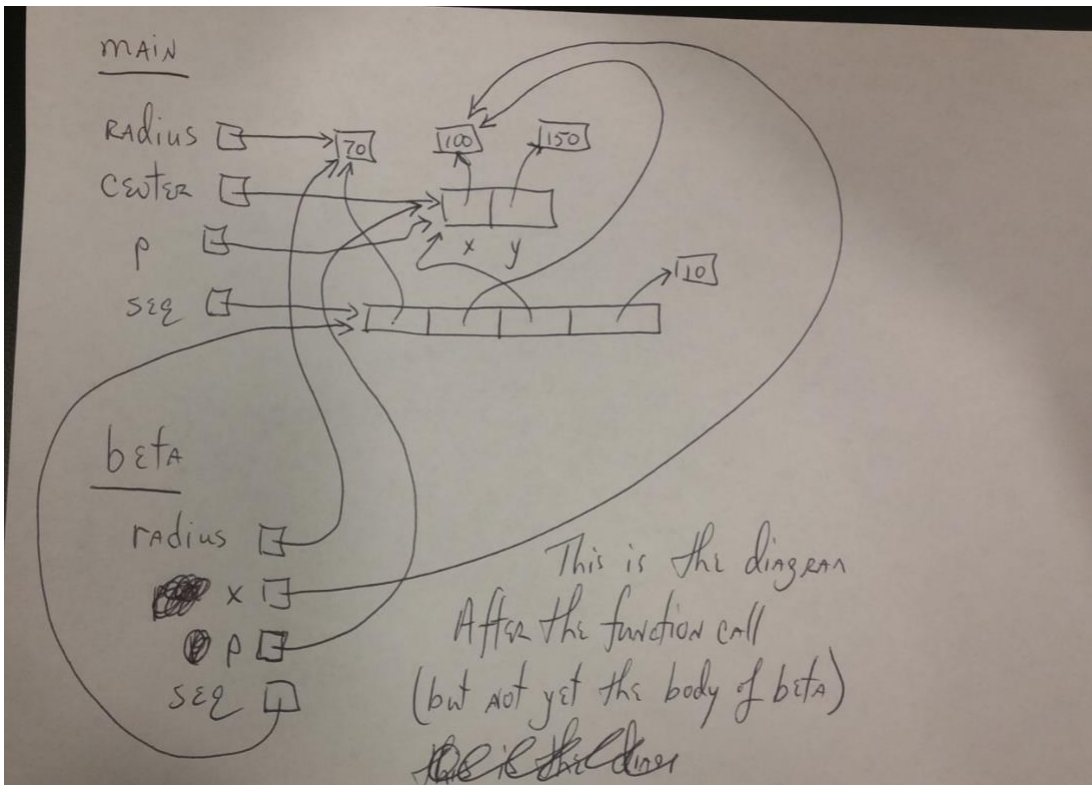 MAIN
RAdius
70
100
150
CENTER
p
x y
SEQ
10
betA
rAdius
x
p
SEQ
This is the diagram
After the function call
(but not yet the body of betA)